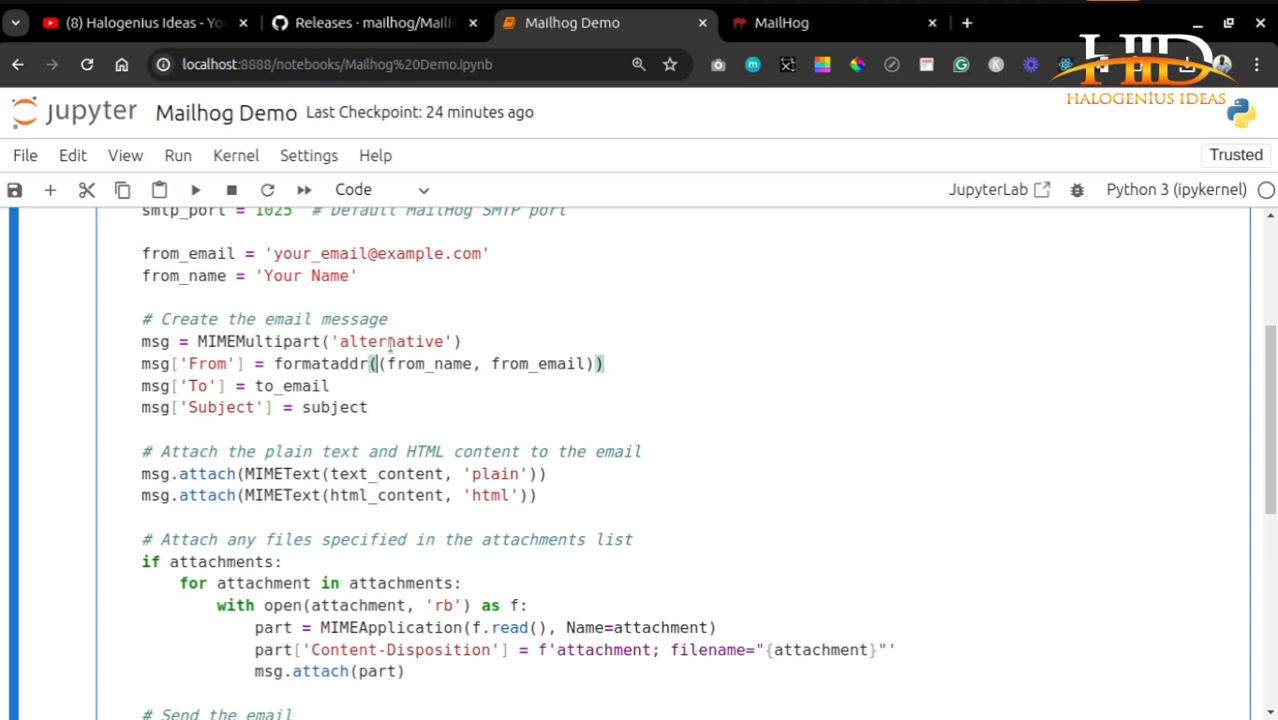 (8) Halogenius Ideas - Yo
Releases · mailhog/MailH
Mailhog Demo
MailHog
localhost:8888/notebooks/Mailhog%20Demo.ipynb
HID
HALOGENIUS IDEAS
jupyter
Mailhog Demo Last Checkpoint: 24 minutes ago
File Edit View Run Kernel Settings Help
Trusted
Code
JupyterLab
Python 3 (ipykernel)
smtp_port = 1025 # Default MailHog SMTP port
from_email = 'your_email@example.com'
from_name = 'Your Name'
# Create the email message
msg = MIMEMultipart('alternative')
msg['From'] = formataddr((from_name, from_email))
msg['To'] = to_email
msg['Subject'] = subject
# Attach the plain text and HTML content to the email
msg.attach(MIMEText(text_content, 'plain'))
msg.attach(MIMEText(html_content, 'html'))
# Attach any files specified in the attachments list
if attachments:
for attachment in attachments:
with open(attachment, 'rb') as f:
part = MIMEApplication(f.read(), Name=attachment)
part['Content-Disposition'] = f'attachment; filename="{attachment}"'
msg.attach(part)
# Send the email